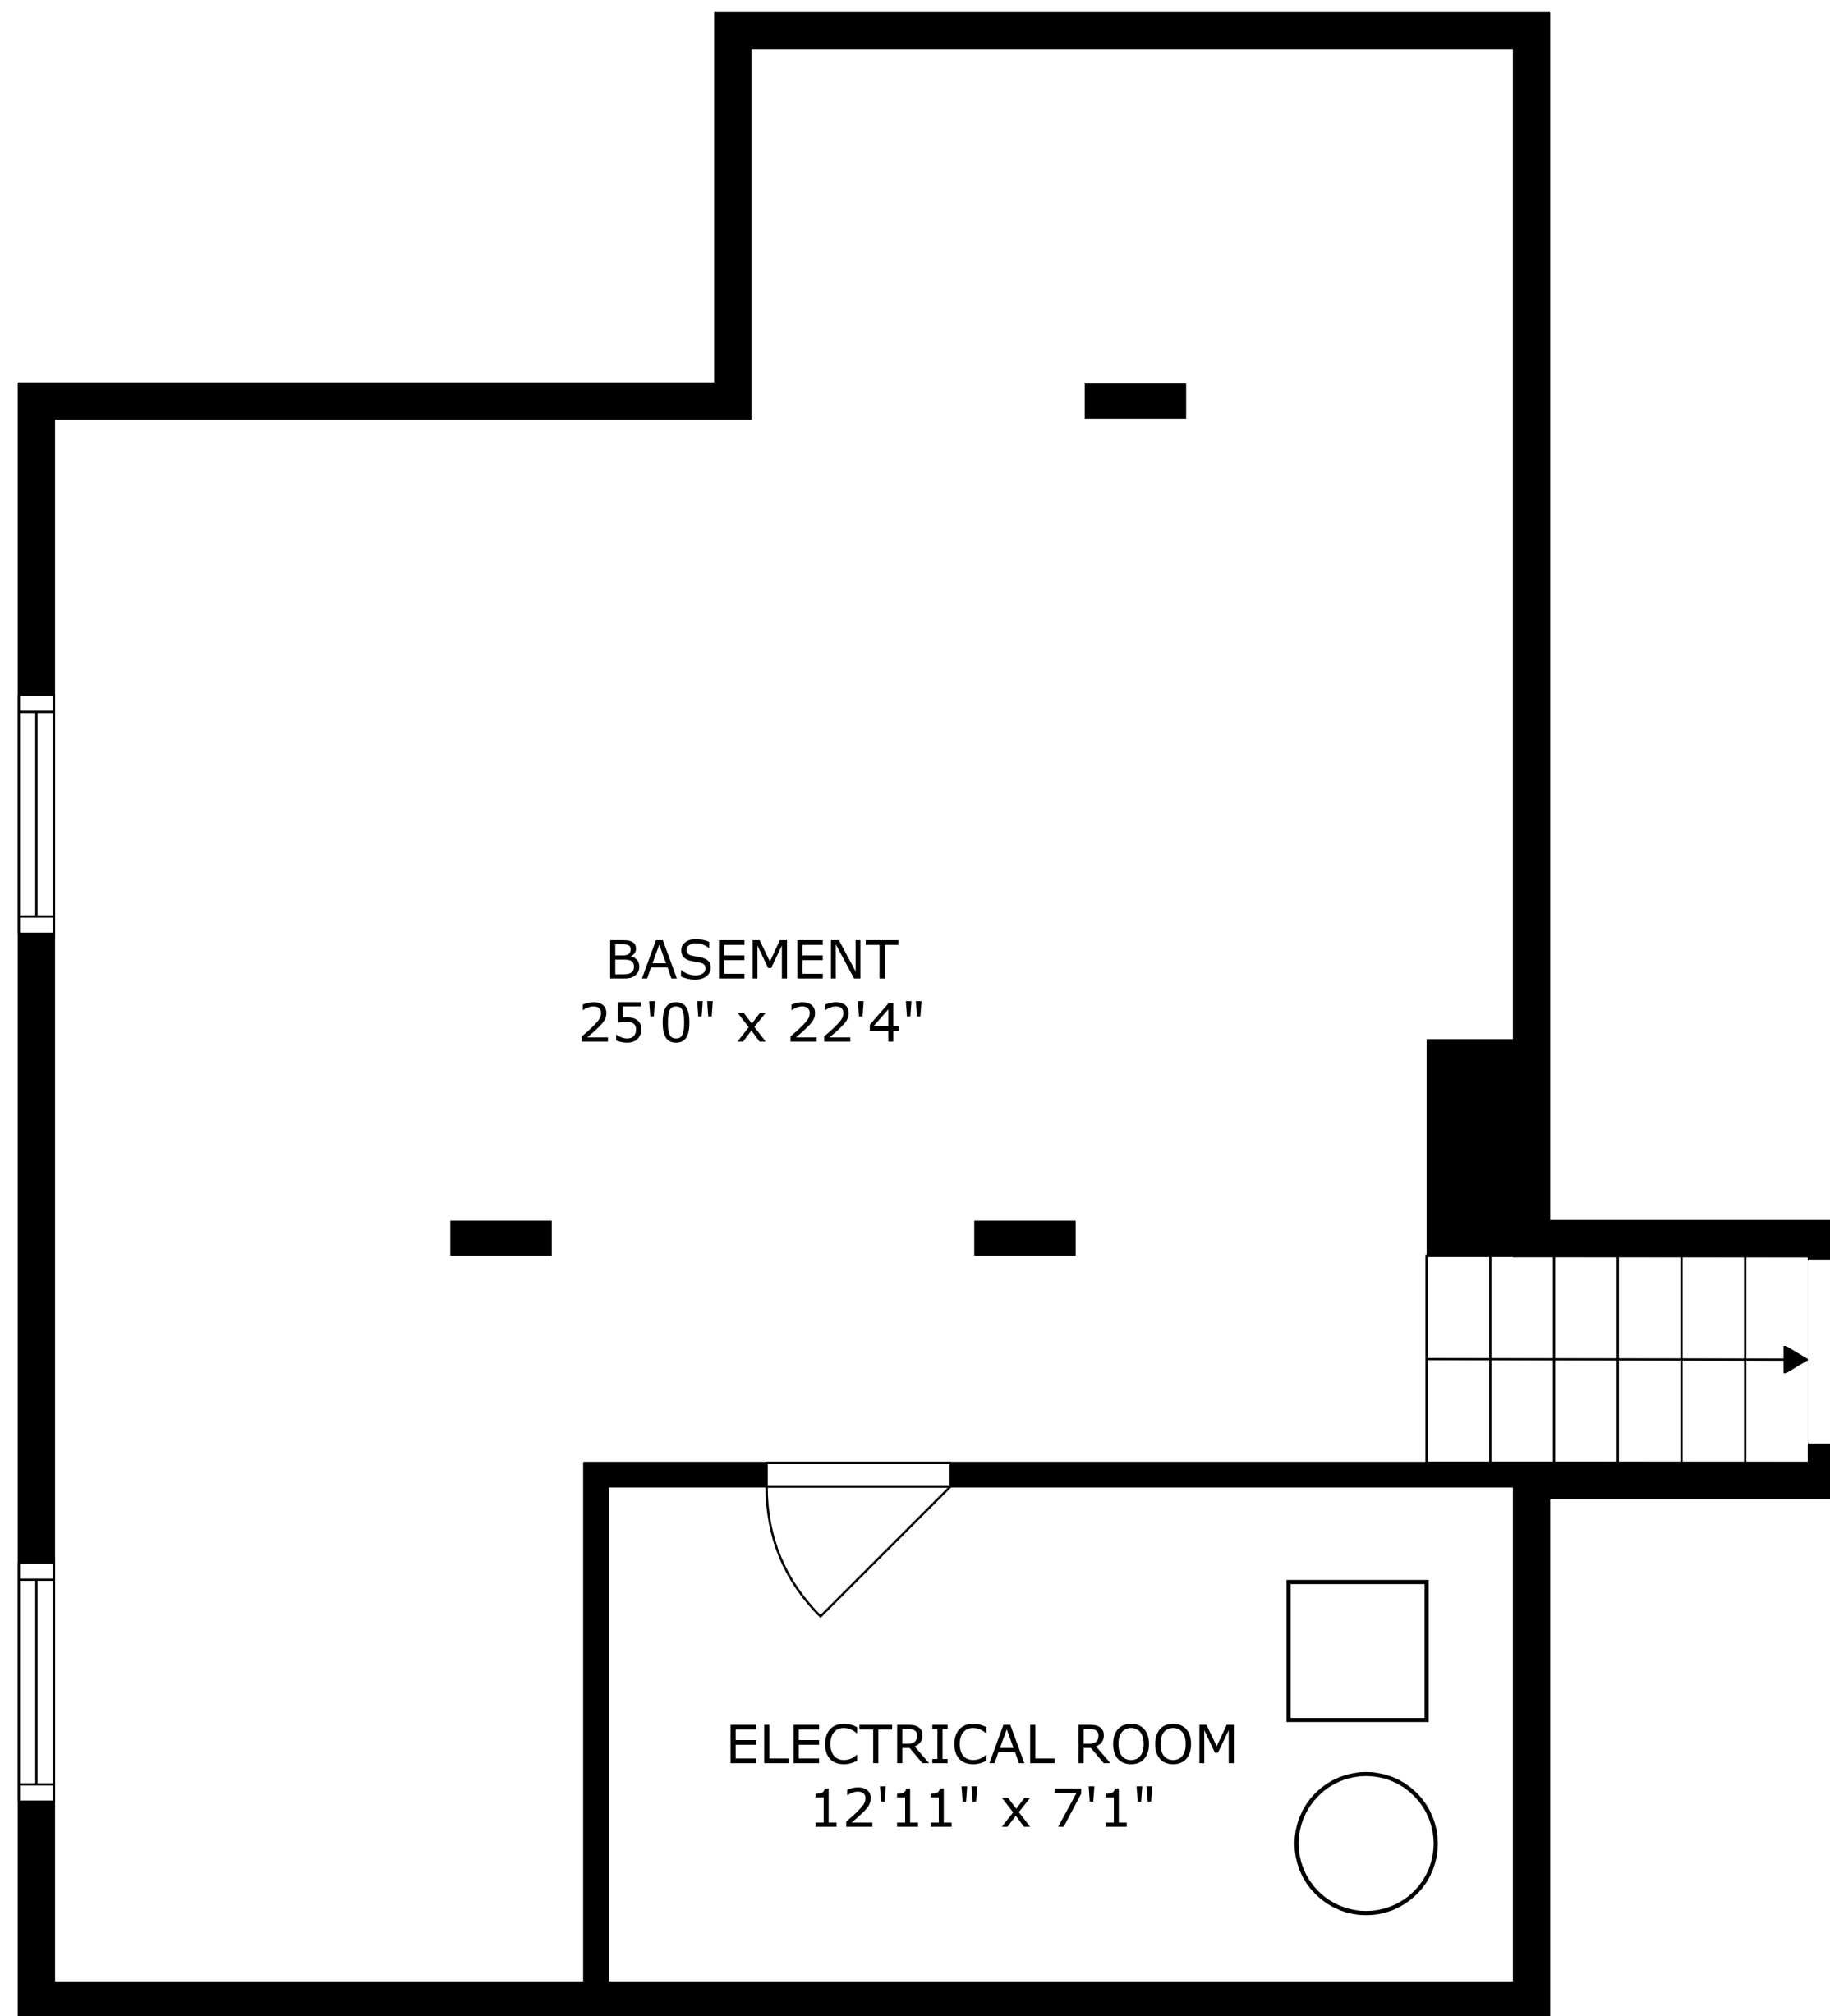 BASEMENT
25'0" x 22'4"
ELECTRICAL ROOM
12'11" x 7'1"